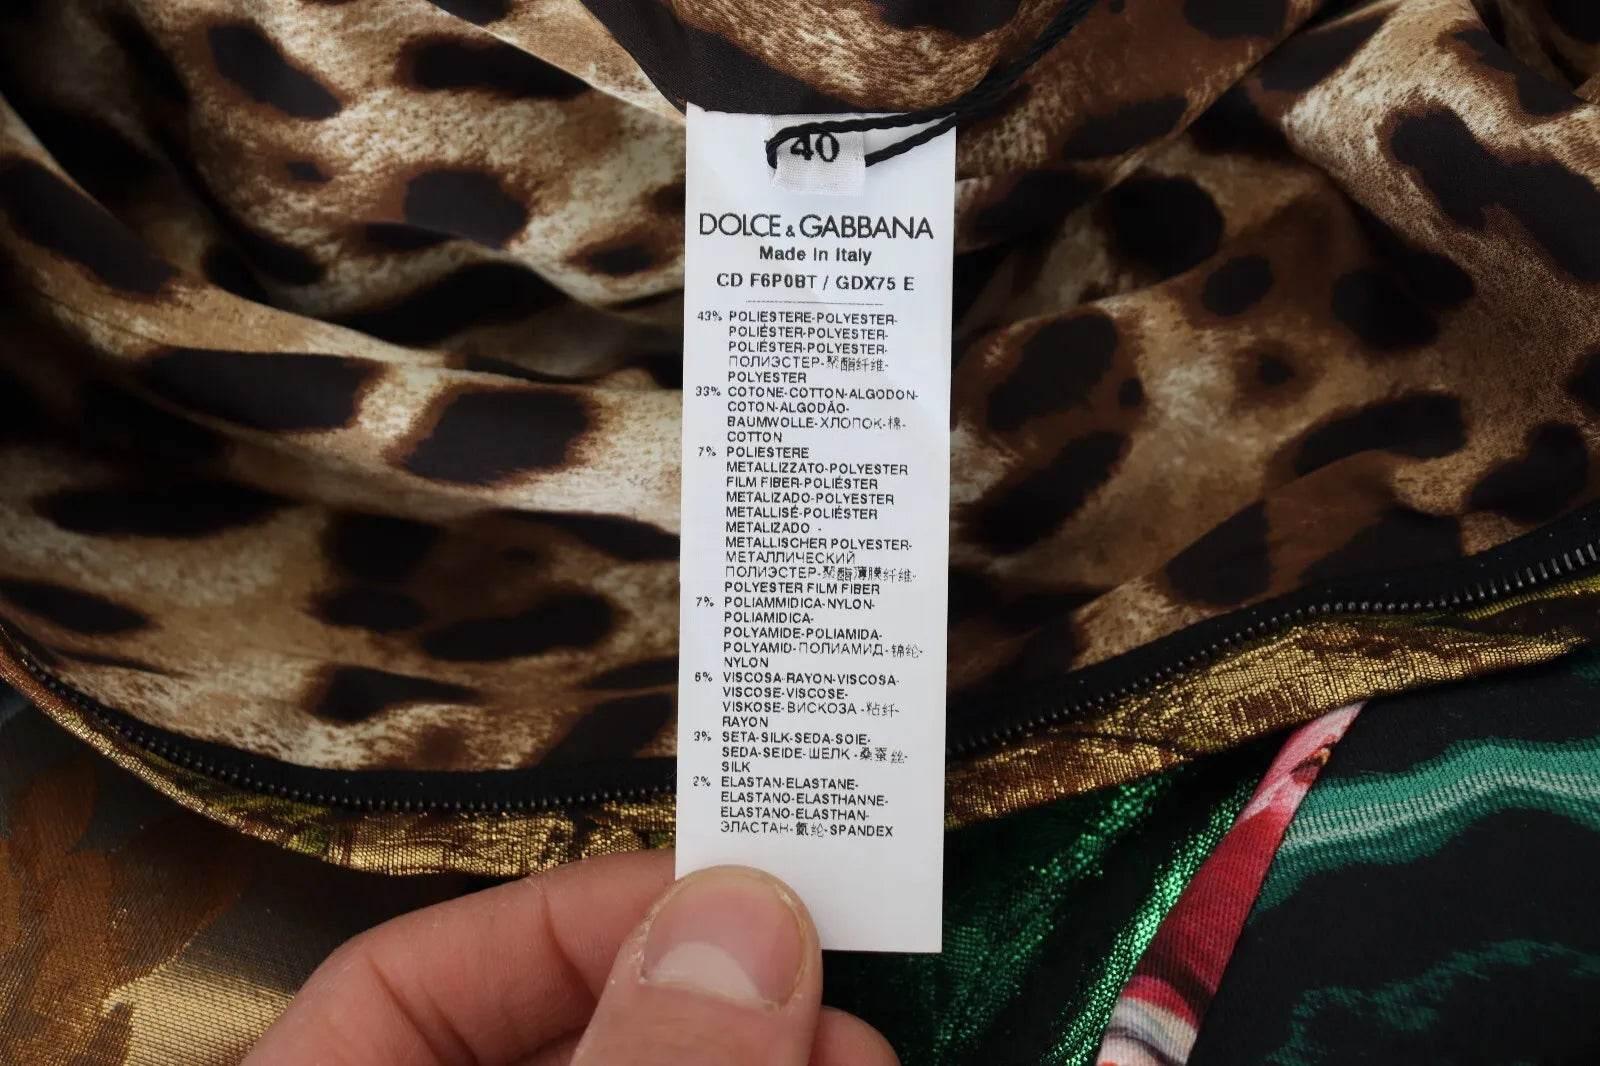 40
DOLCE & GABBANA
Made in Italy
CD F6P0BT / GDX75 E
43% POLIESTERE-POLYESTER-
POLIÉSTER-POLYESTER-
POLIÉSTER-POLYESTER-
ПОЛИЭСТЕР-聚酯纤维-
POLYESTER
33% COTONE-COTTON-ALGODON-
COTON-ALGODÃO-
BAUMWOLLE-ХЛОПОК-棉-
COTTON
7% POLIESTERE
METALLIZZATO-POLYESTER
FILM FIBER-POLIÉSTER
METALIZADO-POLYESTER
METALLISÉ-POLIÉSTER
METALIZADO -
METALLISCHER POLYESTER-
МЕТАЛЛИЧЕСКИЙ
ПОЛИЭСТЕР-聚酯薄膜纤维-
POLYESTER FILM FIBER
7% POLIAMMIDICA-NYLON-
POLIAMIDICA-
POLYAMIDE-POLIAMIDA-
POLYAMID-ПОЛИАМИД-锦纶-
NYLON
6% VISCOSA-RAYON-VISCOSA-
VISCOSE-VISCOSE-
VISKOSE-ВИСКОЗА-粘纤-
RAYON
3% SETA-SILK-SEDA-SOIE-
SEDA-SEIDE-ШЕЛК-桑蚕丝-
SILK
2% ELASTAN-ELASTANE-
ELASTANO-ELASTHANNE-
ELASTANO-ELASTHAN-
ЭЛАСТАН-氨纶-SPANDEX